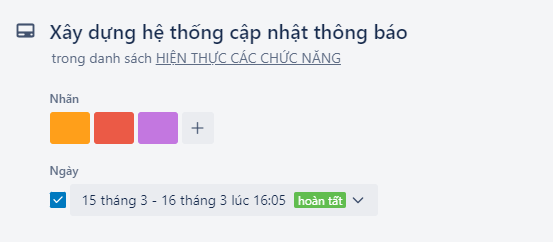 Xây dựng hệ thống cập nhật thông báo
trong danh sách HIỆN THỰC CÁC CHỨC NĂNG
Nhãn
+
Ngày
15 tháng 3 - 16 tháng 3 lúc 16:05 hoàn tất